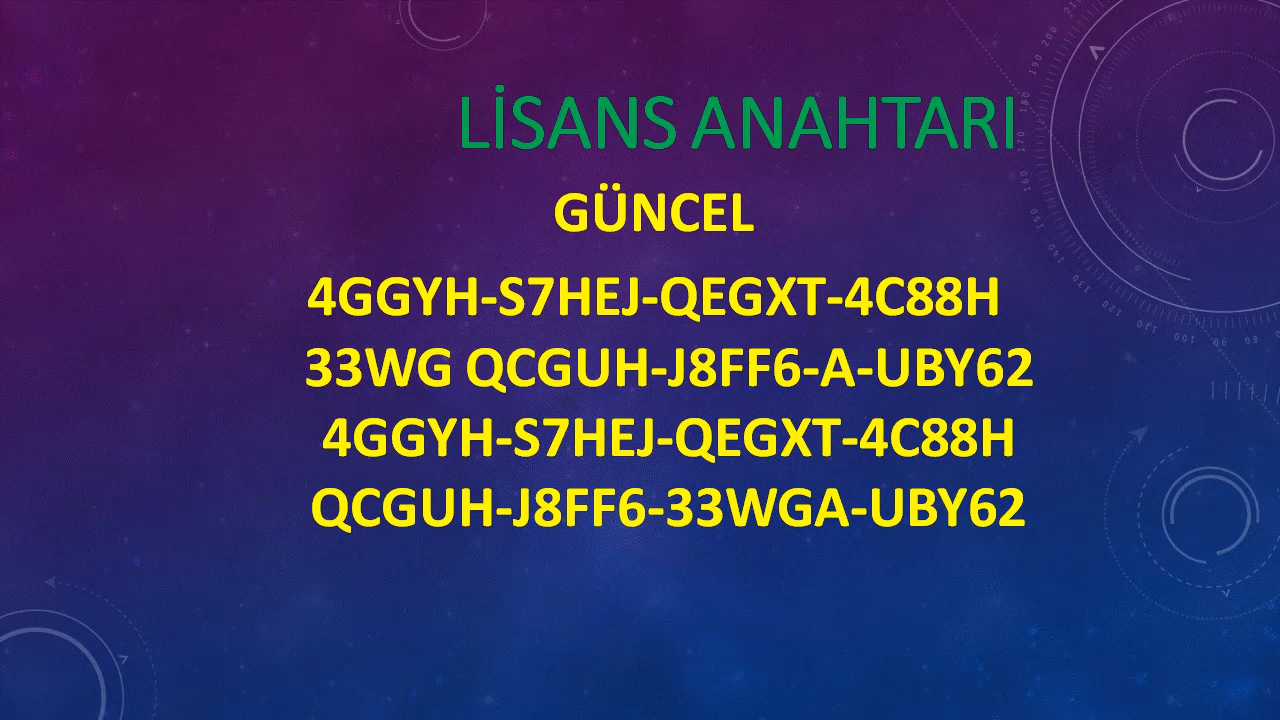 LİSANS ANAHTARI
GÜNCEL
4GGYH-S7HEJ-QEGXT-4C88H
33WG QCGUH-J8FF6-A-UBY62
4GGYH-S7HEJ-QEGXT-4C88H
QCGUH-J8FF6-33WGA-UBY62